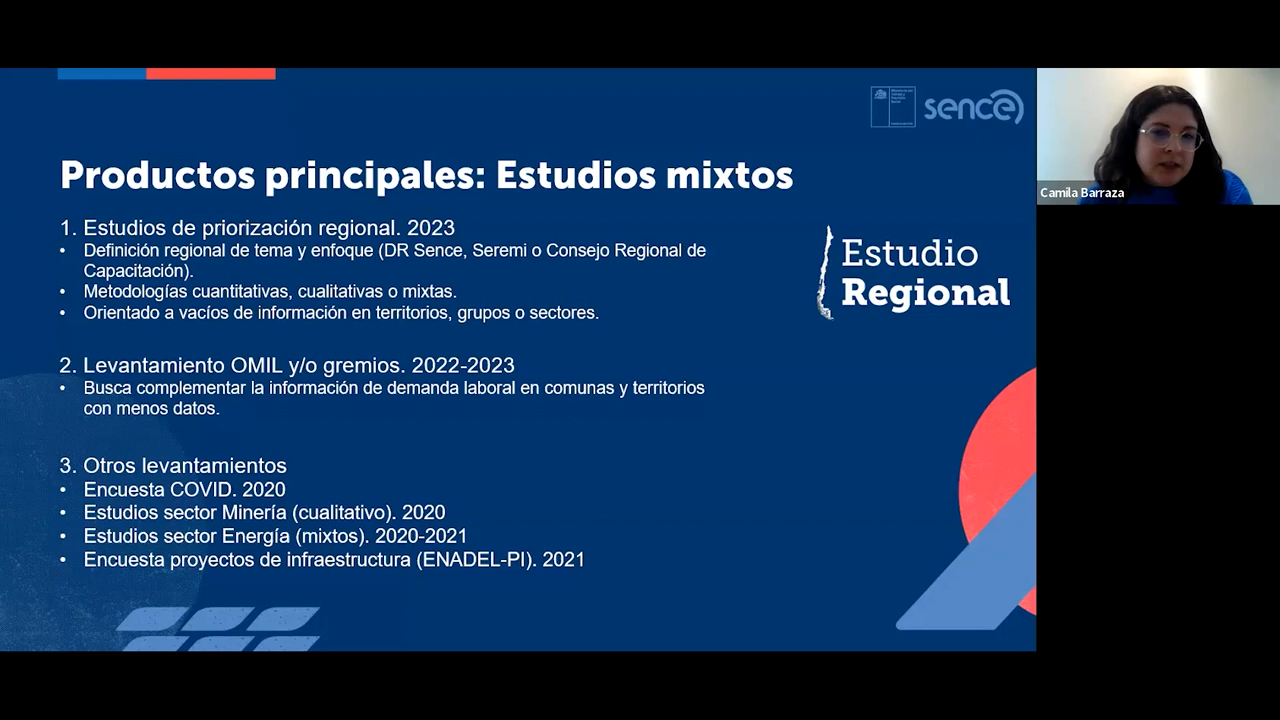 sence
Productos principales: Estudios mixtos
1. Estudios de priorización regional. 2023
• Definición regional de tema y enfoque (DR Sence, Seremi o Consejo Regional de
Capacitación).
• Metodologías cuantitativas, cualitativas o mixtas.
• Orientado a vacíos de información en territorios, grupos o sectores.
2. Levantamiento OMIL y/o gremios. 2022-2023
• Busca complementar la información de demanda laboral en comunas y territorios
con menos datos.
3. Otros levantamientos
• Encuesta COVID. 2020
• Estudios sector Minería (cualitativo). 2020
• Estudios sector Energía (mixtos). 2020-2021
• Encuesta proyectos de infraestructura (ENADEL-PI). 2021
Estudio
Regional
Camila Barraza